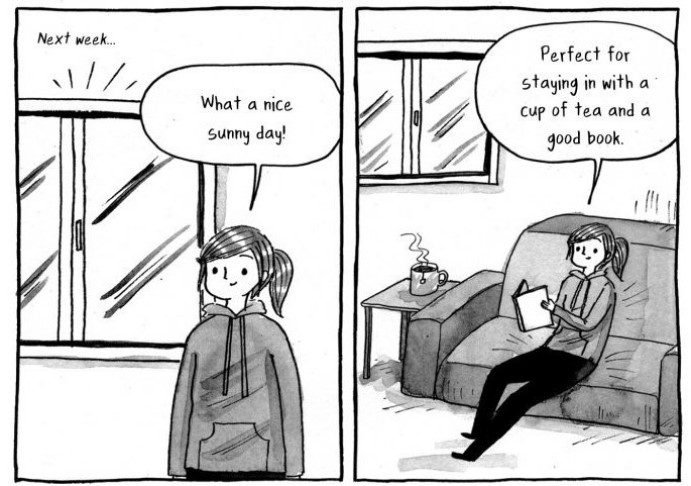 Next week...
What a nice
sunny day!
Perfect for
staying in with a
cup of tea and a
good book.